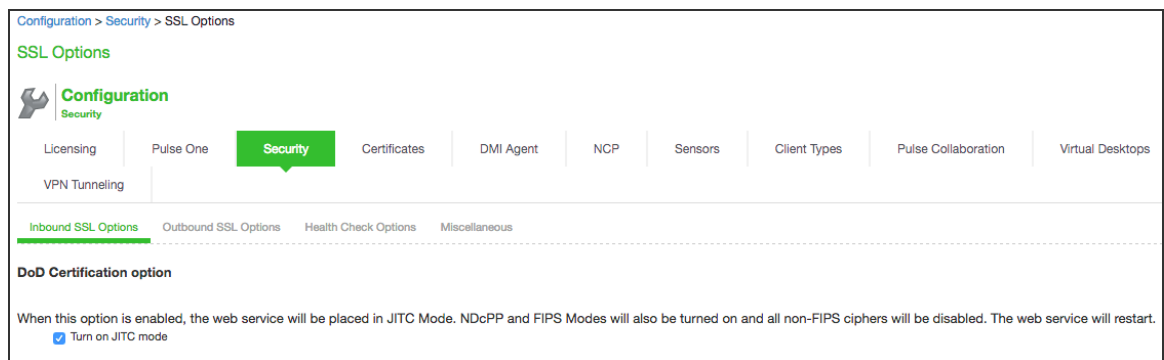 Configuration > Security > SSL Options
SSL Options
Configuration
Security
Licensing Pulse One Security Certificates DMI Agent NCP Sensors Client Types Pulse Collaboration Virtual Desktops
VPN Tunneling
Inbound SSL Options Outbound SSL Options Health Check Options Miscellaneous
DoD Certification option
When this option is enabled, the web service will be placed in JITC Mode. NDcPP and FIPS Modes will also be turned on and all non-FIPS ciphers will be disabled. The web service will restart.
Turn on JITC mode